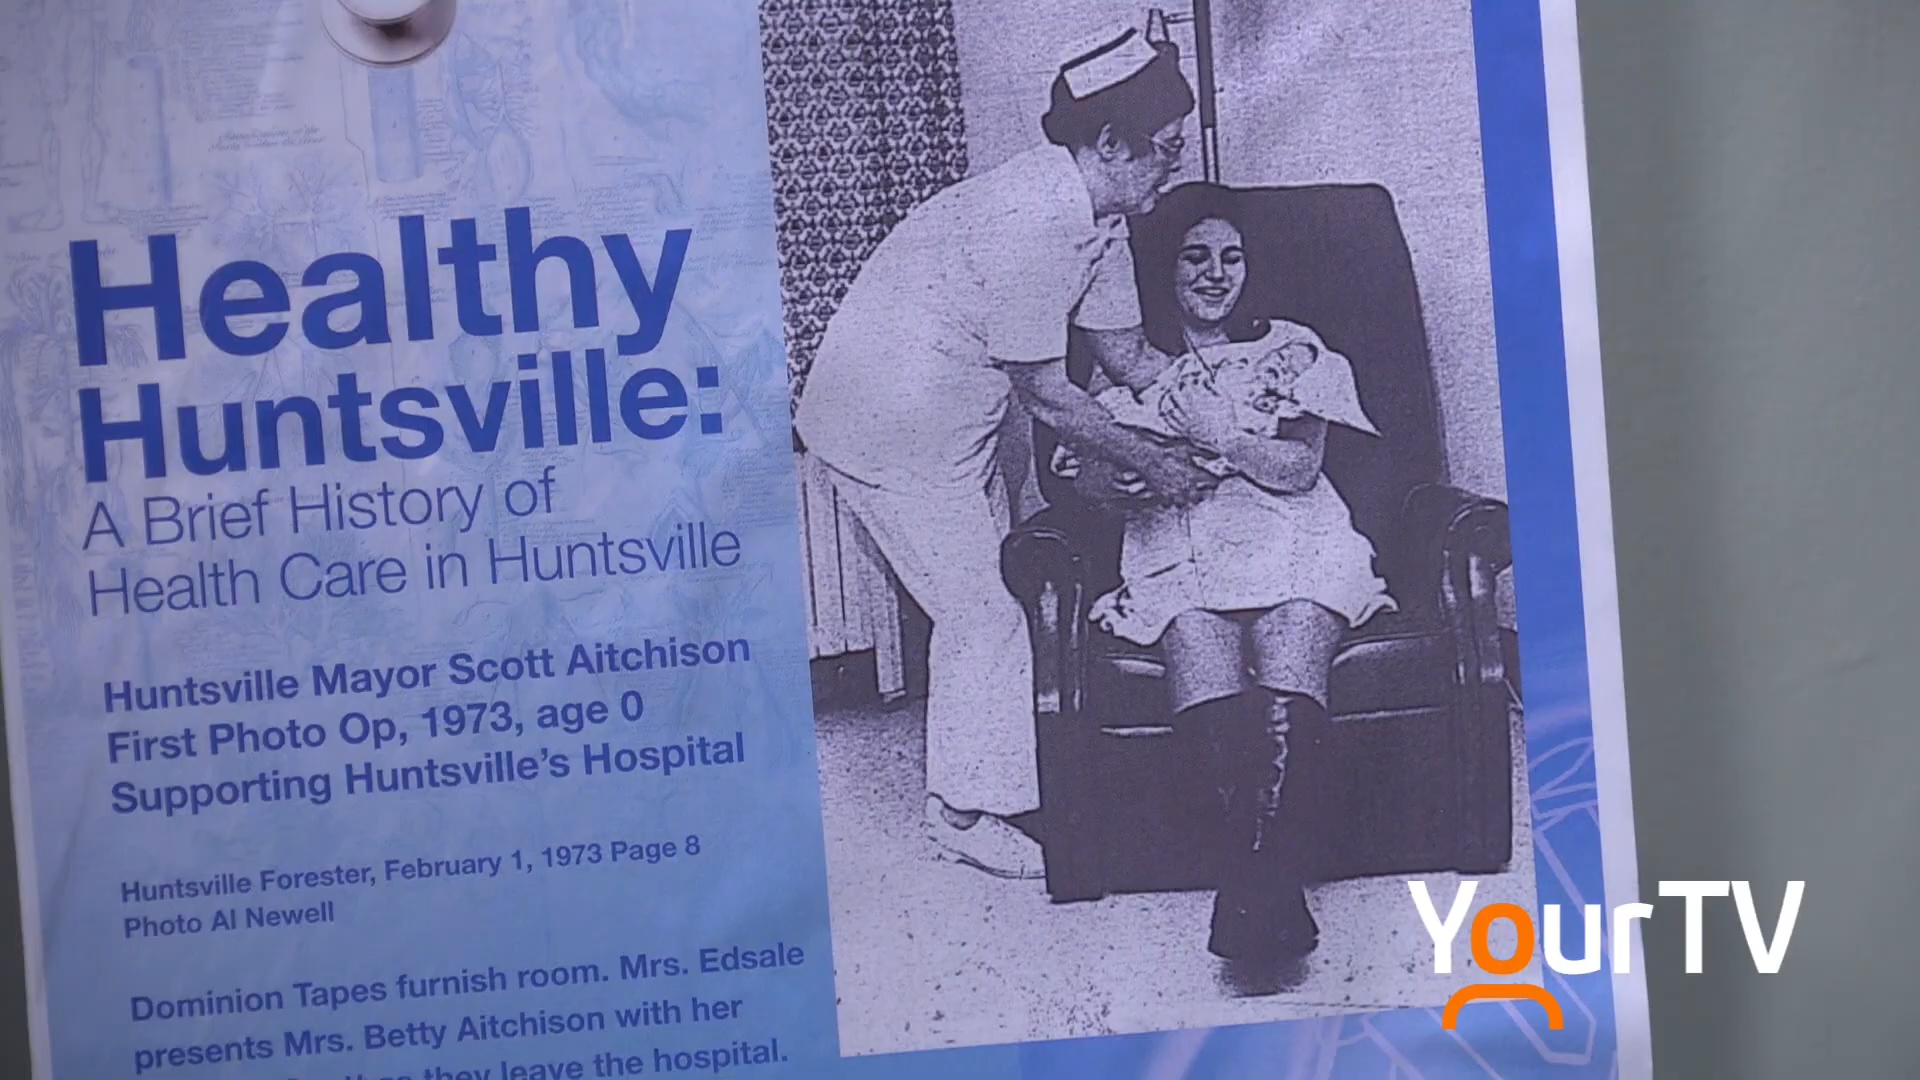 Healthy
Huntsville:
A Brief History of
Health Care in Huntsville
Huntsville Mayor Scott Aitchison
First Photo Op, 1973, age 0
Supporting Huntsville's Hospital
Huntsville Forester, February 1, 1973 Page 8
Photo Al Newell
Dominion Tapes furnish room. Mrs. Edsale
presents Mrs. Betty Aitchison with her
they leave the hospital.
YourTV